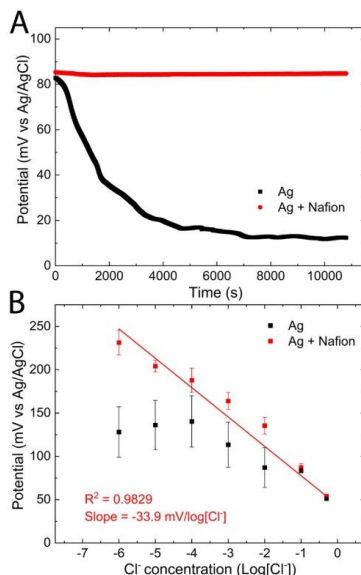 A
100
80
60
40
20
0
Potential (mV vs Ag/AgCl)
Ag
Ag + Nafion
0 2000 4000 6000 8000 10000
Time (s)
B
250
200
150
100
50
0
Potential (mV vs Ag/AgCl)
Ag
Ag + Nafion
R² = 0.9829
Slope = -33.9 mV/log[Cl⁻]
-7 -6 -5 -4 -3 -2 -1 0
Cl⁻ concentration (Log[Cl⁻])